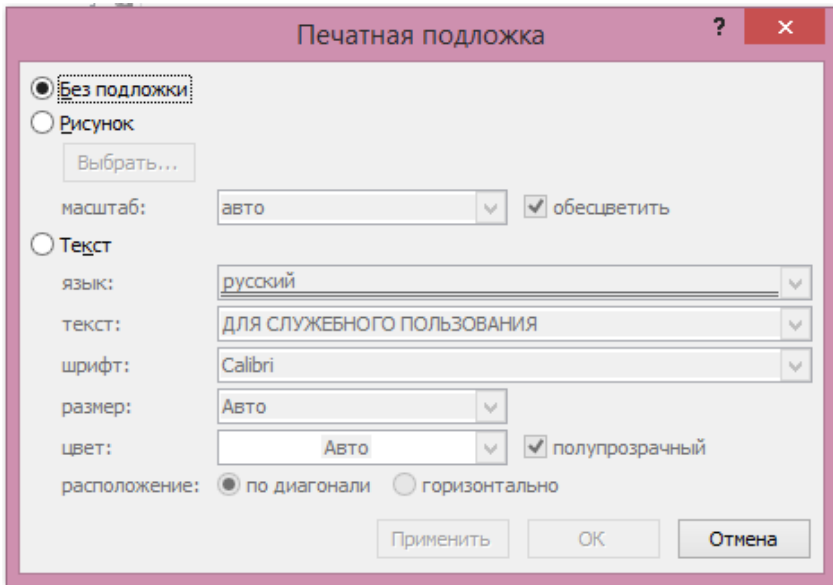 Печатная подложка
?
Без подложки
Рисунок
Выбрать...
масштаб: авто обесцветить
Текст
язык: русский
текст: ДЛЯ СЛУЖЕБНОГО ПОЛЬЗОВАНИЯ
шрифт: Calibri
размер: Авто
цвет: Авто полупрозрачный
расположение: по диагонали горизонтально
Применить ОК Отмена